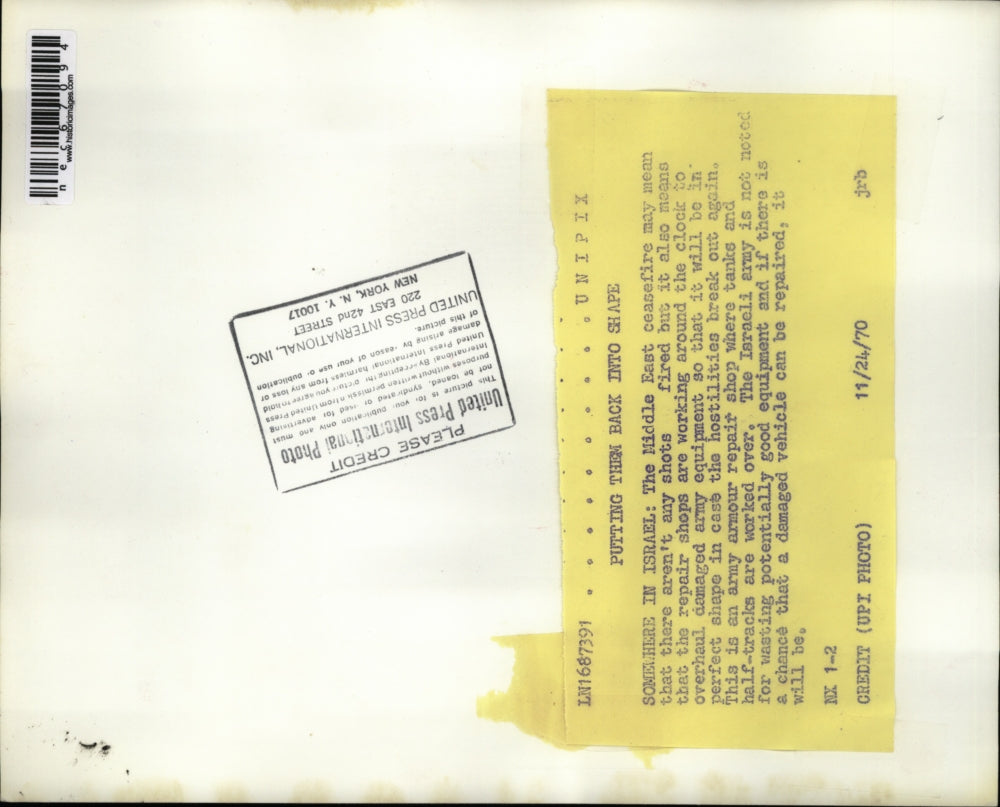 n e c 6 7 0 9 4
www.historicimages.com
PLEASE CREDIT
United Press International Photo
This picture is for your publication only and must
not be loaned, syndicated or used for advertising
purposes without written permission from United Press
International. By accepting this picture you agree to hold
United Press International harmless from any loss or
damage arising by reason of your use or publication
of this picture.
UNITED PRESS INTERNATIONAL, INC.
220 EAST 42nd STREET
NEW YORK, N. Y. 10017
LN1687391 . . . . . . . . . . U N I P I X
PUTTING THEM BACK INTO SHAPE
SOMEWHERE IN ISRAEL: The Middle East ceasefire may mean
that there aren't any shots fired but it also means
that the repair shops are working around the clock to
overhaul damaged army equipment so that it will be in
perfect shape in case the hostilities break out again.
This is an army armour repait shop where tanks and
half-tracks are worked over. The Israeli army is not noted
for wasting potentially good equipment and if there is
a chance that a damaged vehicle can be repaired, it
will be.
NX 1-2
CREDIT (UPI PHOTO) 11/24/70 jrb